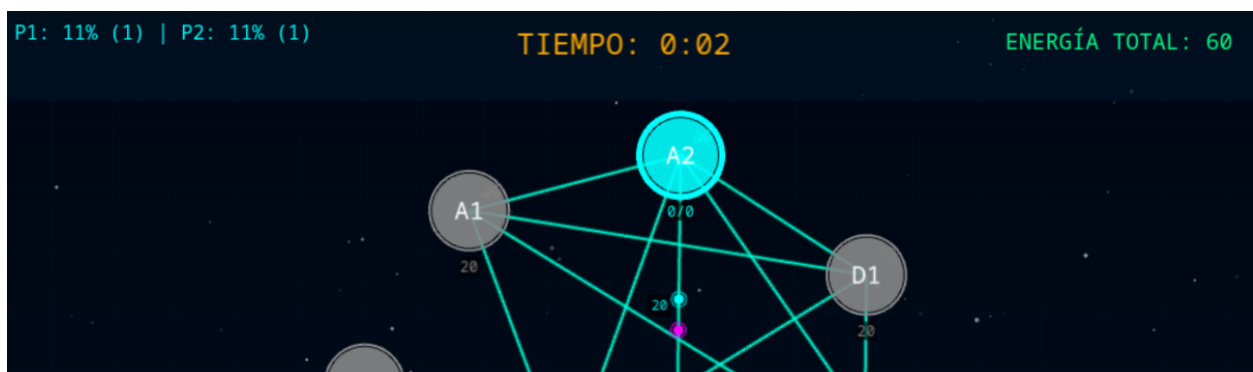 P1: 11% (1) | P2: 11% (1)
TIEMPO: 0:02
ENERGÍA TOTAL: 60
A2
0/0
A1
20
D1
20
20